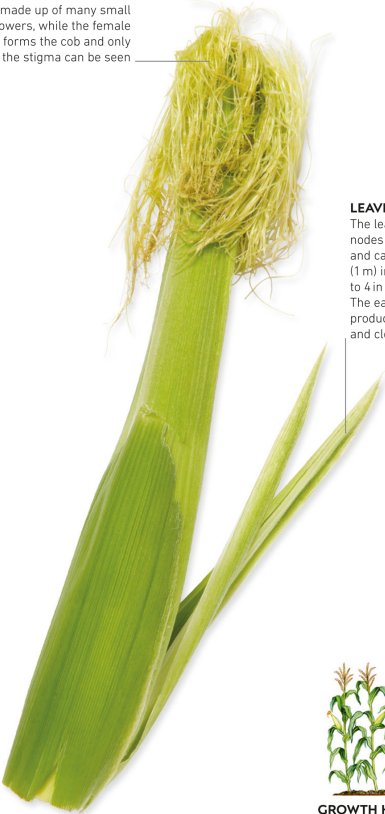 made up of many small
owers, while the female
forms the cob and only
the stigma can be seen
LEAV
The lea
nodes
and ca
(1 m) i
to 4 in
The ea
produc
and cl
GROWTH H